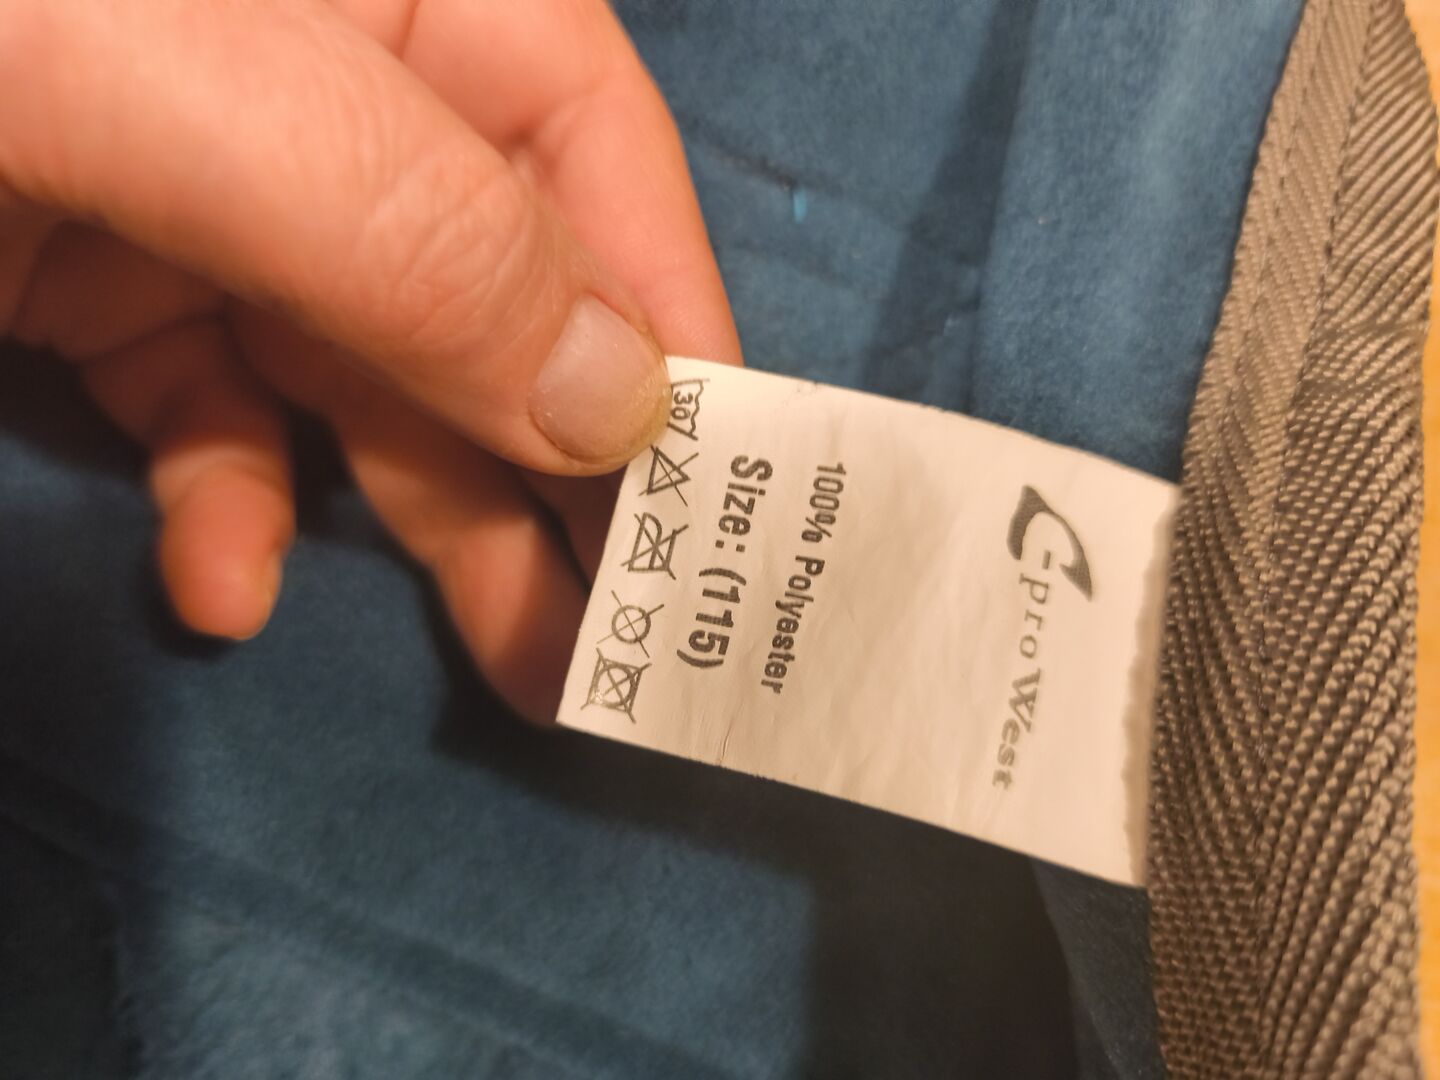 C-pro West
100% Polyester
Size: (115)
30